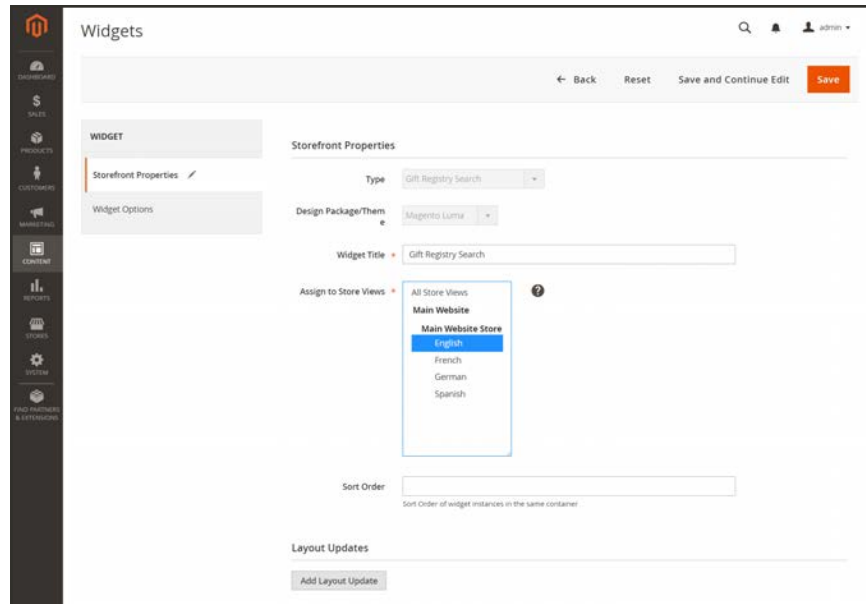 Widgets
admin
← Back Reset Save and Continue Edit Save
DASHBOARD
SALES
PRODUCTS
CUSTOMERS
MARKETING
CONTENT
REPORTS
STORES
SYSTEM
FIND PARTNERS
& EXTENSIONS
WIDGET
Storefront Properties
Widget Options
Storefront Properties
Type Gift Registry Search
Design Package/Them
e Magento Luma
Widget Title * Gift Registry Search
Assign to Store Views * All Store Views
Main Website
Main Website Store
English
French
German
Spanish
?
Sort Order
Sort Order of widget instances in the same container
Layout Updates
Add Layout Update